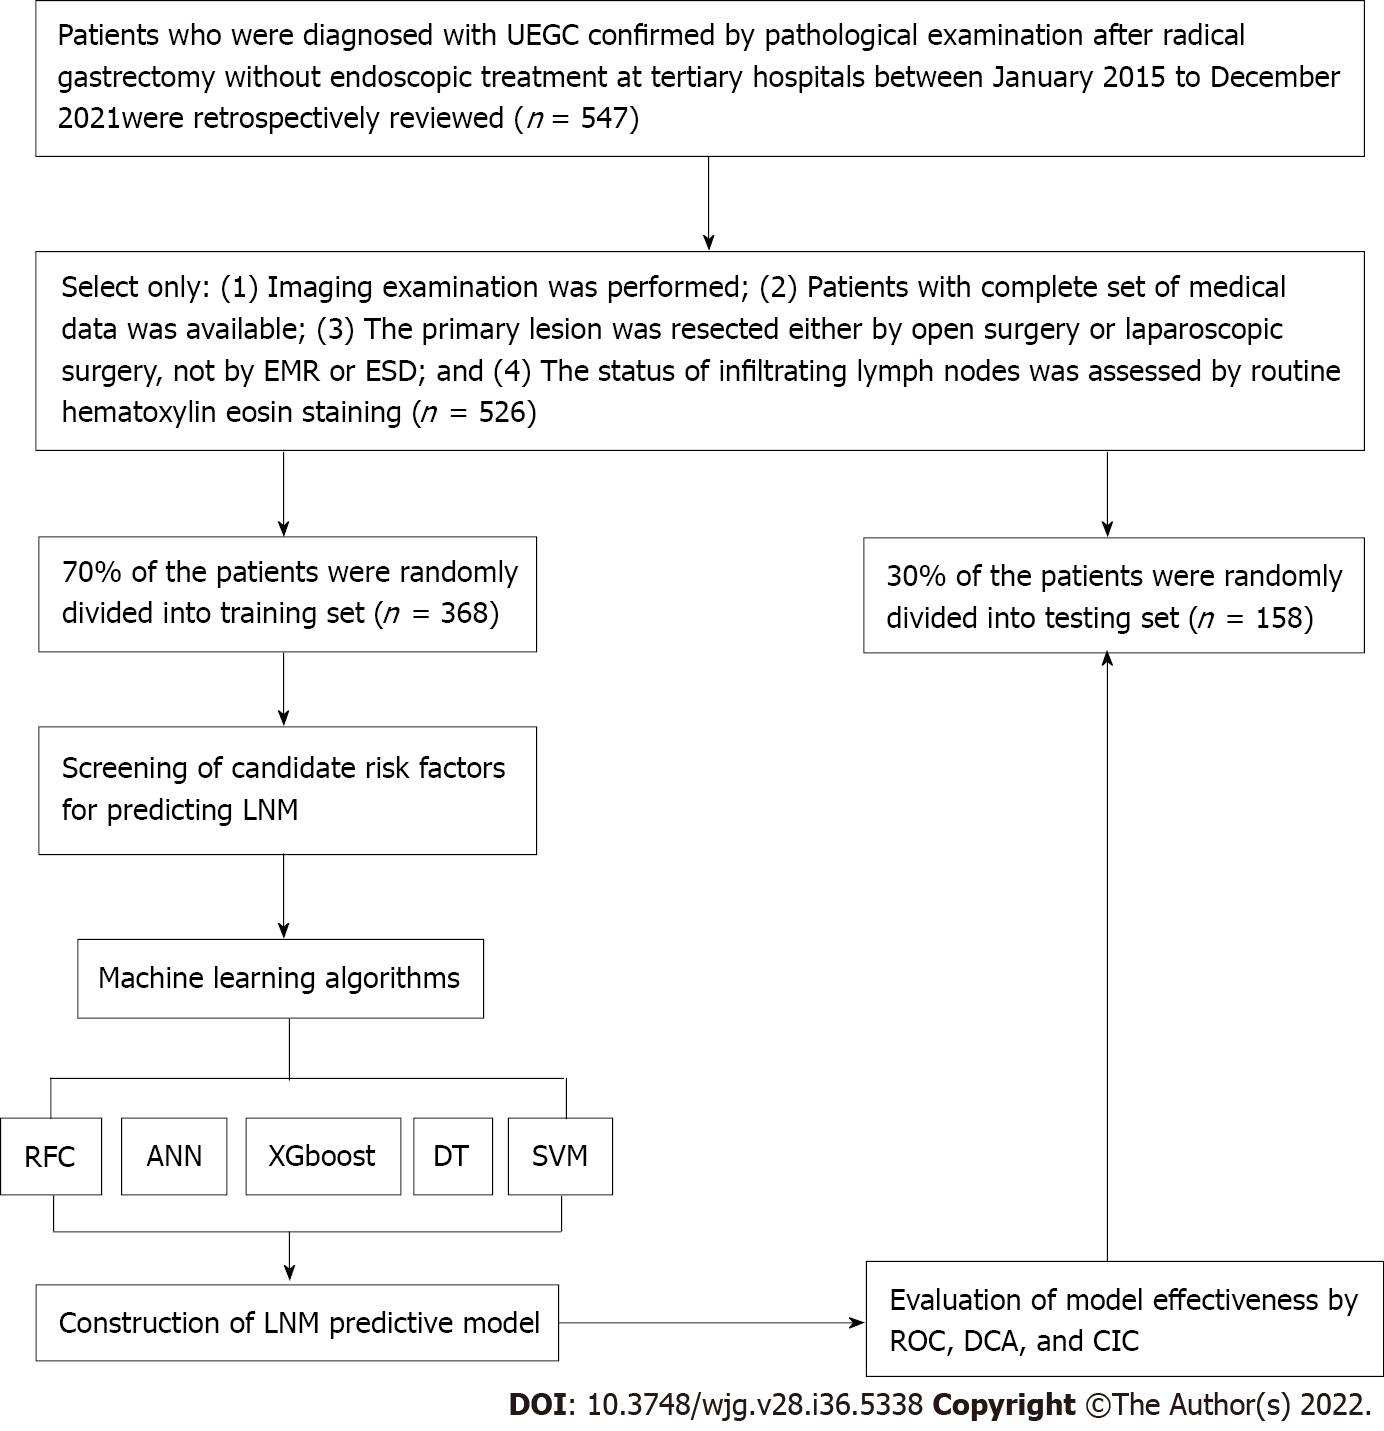 Patients who were diagnosed with UEGC confirmed by pathological examination after radical
gastrectomy without endoscopic treatment at tertiary hospitals between January 2015 to December
2021were retrospectively reviewed (n = 547)
Select only: (1) Imaging examination was performed; (2) Patients with complete set of medical
data was available; (3) The primary lesion was resected either by open surgery or laparoscopic
surgery, not by EMR or ESD; and (4) The status of infiltrating lymph nodes was assessed by routine
hematoxylin eosin staining (n = 526)
70% of the patients were randomly
divided into training set (n = 368)
30% of the patients were randomly
divided into testing set (n = 158)
Screening of candidate risk factors
for predicting LNM
Machine learning algorithms
RFC
ANN
XGboost
DT
SVM
Construction of LNM predictive model
Evaluation of model effectiveness by
ROC, DCA, and CIC
DOI: 10.3748/wjg.v28.i36.5338 Copyright ©The Author(s) 2022.